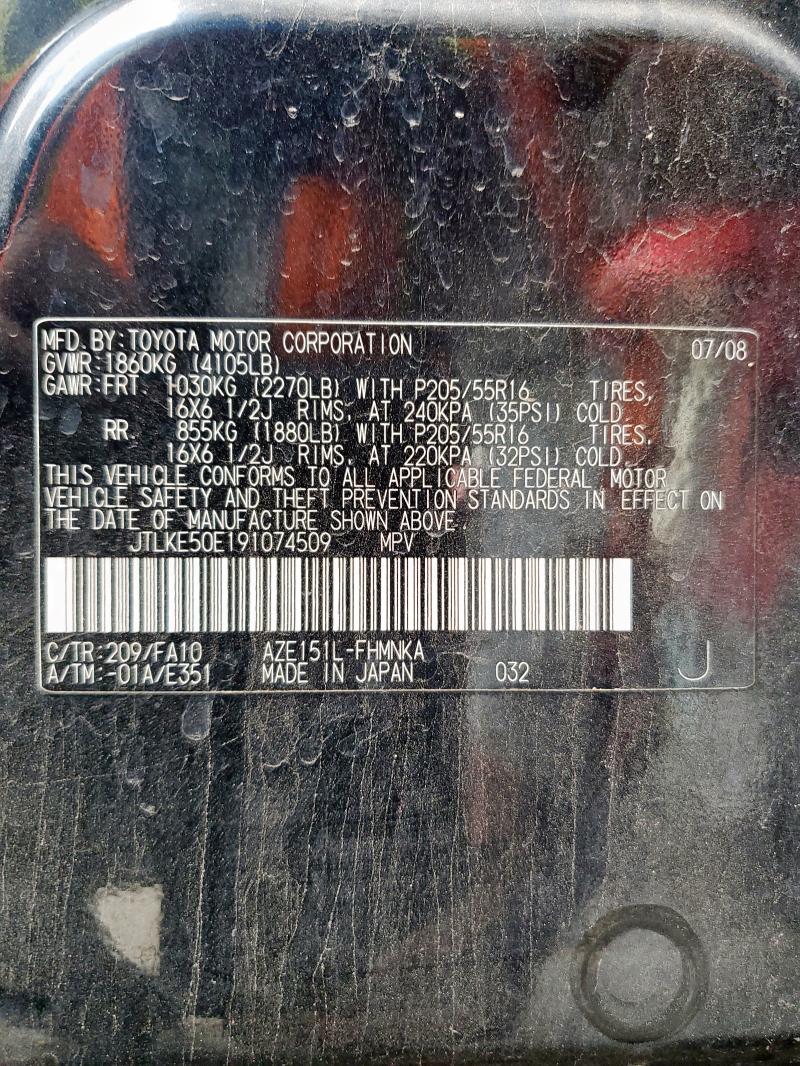 MFD.BY:TOYOTA MOTOR CORPORATION 07/08
GVWR:1860KG (4105LB)
GAWR:FRT. 1030KG (2270LB) WITH P205/55R16 TIRES,
16X6 1/2J RIMS, AT 240KPA (35PSI) COLD
RR. 855KG (1880LB) WITH P205/55R16 TIRES,
16X6 1/2J RIMS, AT 220KPA (32PSI) COLD.
THIS VEHICLE CONFORMS TO ALL APPLICABLE FEDERAL MOTOR
VEHICLE SAFETY AND THEFT PREVENTION STANDARDS IN EFFECT ON
THE DATE OF MANUFACTURE SHOWN ABOVE.
JTLKE50E191074509 MPV
C/TR:209/FA10 AZE151L-FHMNKA
A/TM:-01A/E351 MADE IN JAPAN 032 J